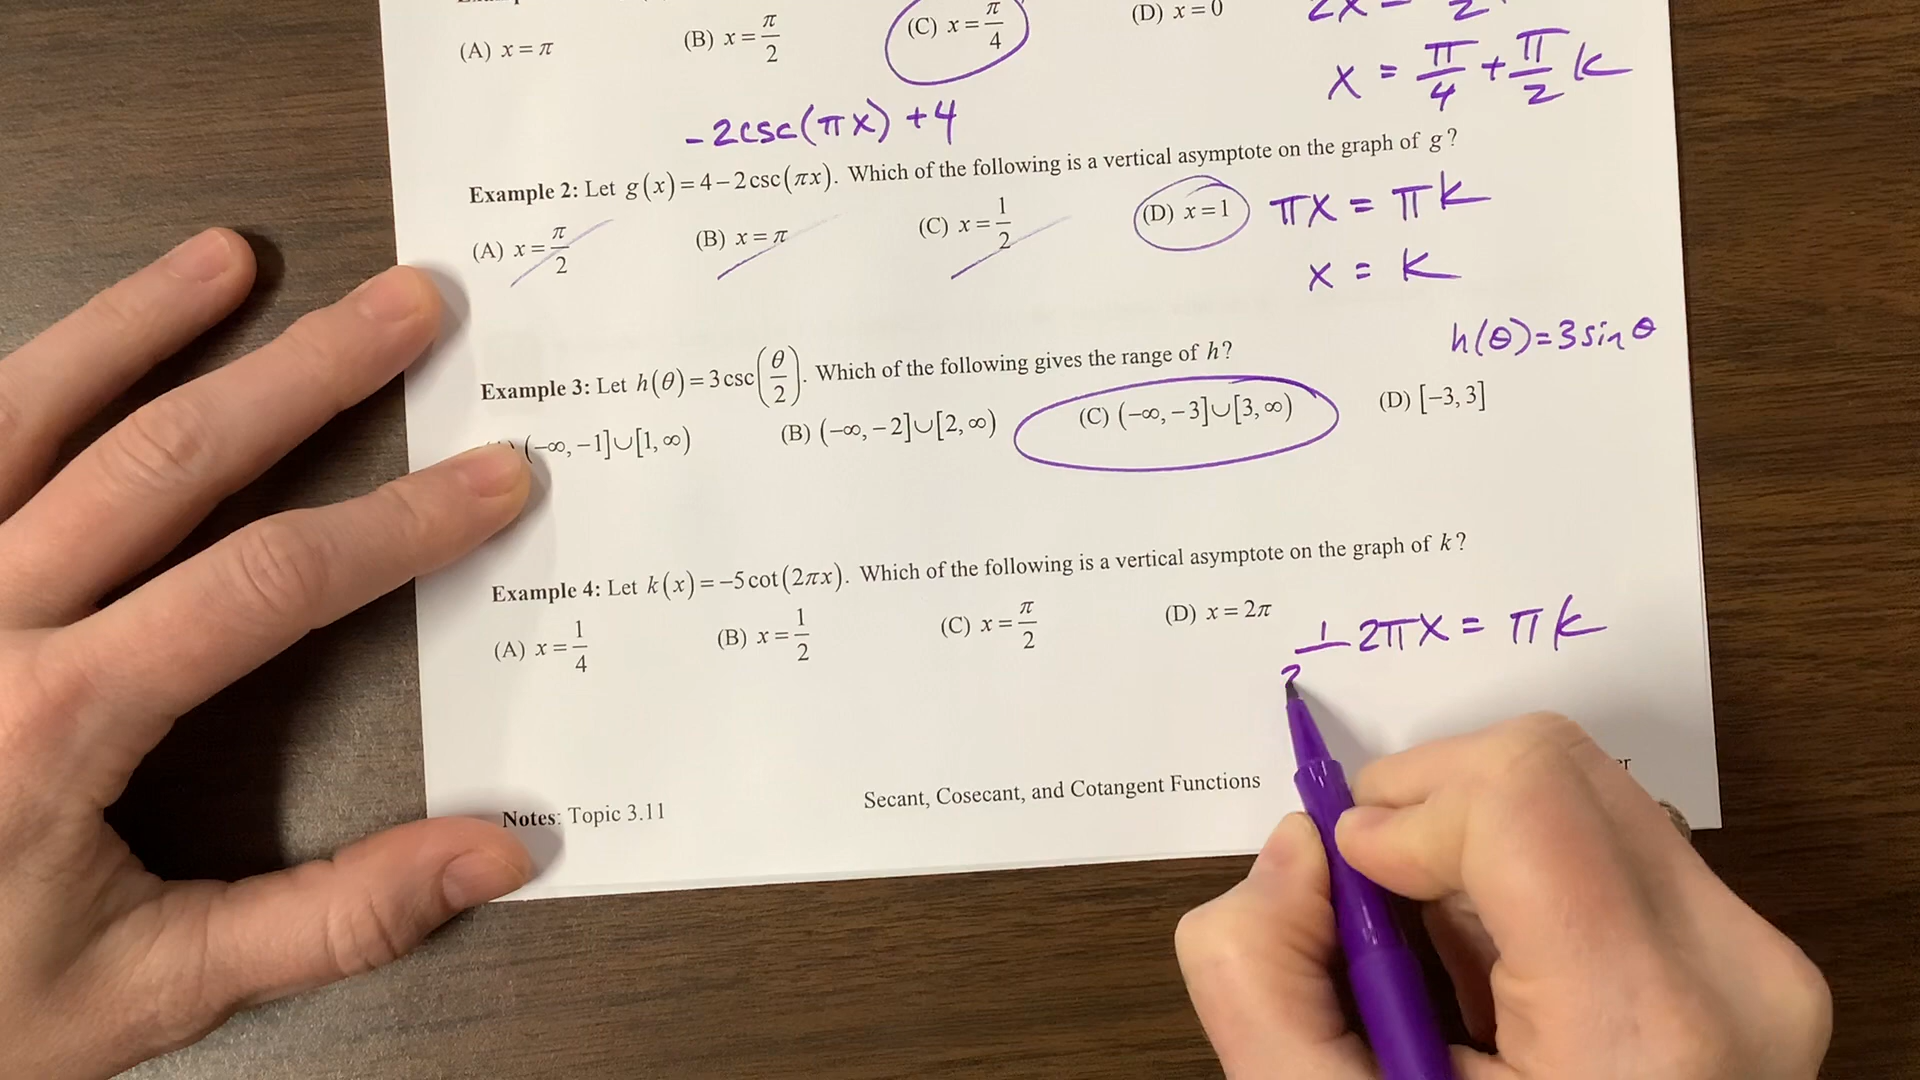 (A) x = π (B) x = π/2 (C) x = π/4 (D) x = 0
x = π/4 + π/2 k
-2csc(πx) +4
Example 2: Let g(x) = 4 − 2csc(πx). Which of the following is a vertical asymptote on the graph of g?
(A) x = π/2 (B) x = π (C) x = 1/2 (D) x = 1
πx = πk
x = k
h(θ)=3sinθ
Example 3: Let h(θ) = 3csc(θ/2). Which of the following gives the range of h?
(−∞, −1]∪[1, ∞) (B) (−∞, −2]∪[2, ∞) (C) (−∞, −3]∪[3, ∞) (D) [−3, 3]
Example 4: Let k(x) = −5cot(2πx). Which of the following is a vertical asymptote on the graph of k?
(A) x = 1/4 (B) x = 1/2 (C) x = π/2 (D) x = 2π
1/2 2πx = πk
Notes: Topic 3.11 Secant, Cosecant, and Cotangent Functions